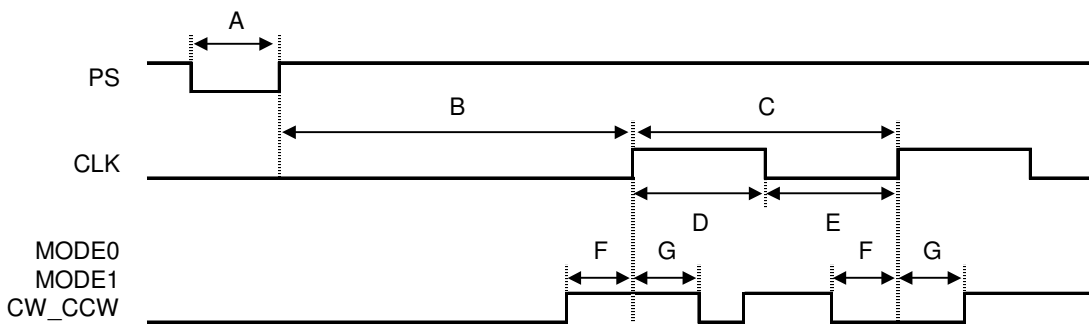 A
PS
B C
CLK
D E
MODE0 F G F G
MODE1
CW_CCW